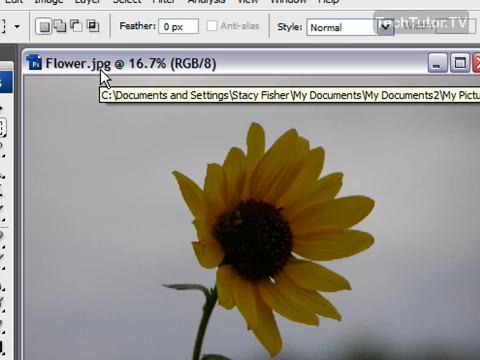 Edit Image Layer Select Filter Analysis View Window Help
TechTutor.TV
Feather: 0 px Anti-alias Style: Normal
Flower.jpg @ 16.7% (RGB/8)
C:\Documents and Settings\Stacy Fisher\My Documents\My Documents2\My Pictu